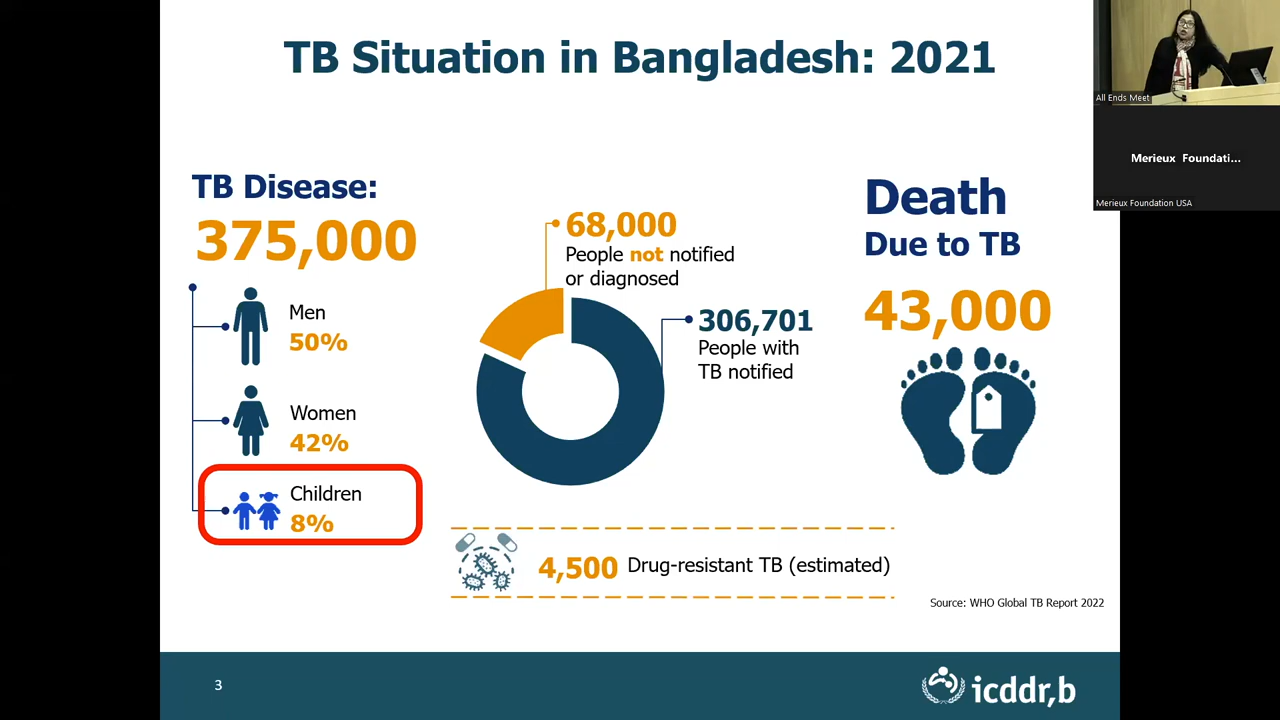 TB Situation in Bangladesh: 2021
All Ends Meet
Merieux Foundati...
Merieux Foundation USA
TB Disease:
375,000
Men
50%
Women
42%
Children
8%
68,000
People not notified
or diagnosed
306,701
People with
TB notified
Death
Due to TB
43,000
4,500 Drug-resistant TB (estimated)
Source: WHO Global TB Report 2022
3
icddr,b